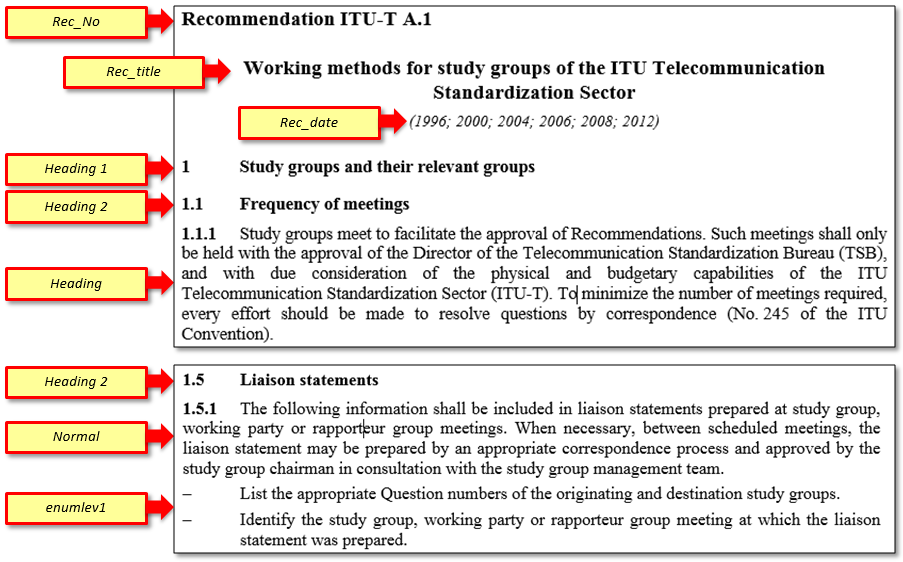 Rec_No
Recommendation ITU-T A.1
Rec_title
Working methods for study groups of the ITU Telecommunication
Standardization Sector
Rec_date
(1996; 2000; 2004; 2006; 2008; 2012)
Heading 1
1 Study groups and their relevant groups
Heading 2
1.1 Frequency of meetings
Heading
1.1.1 Study groups meet to facilitate the approval of Recommendations. Such meetings shall only
be held with the approval of the Director of the Telecommunication Standardization Bureau (TSB),
and with due consideration of the physical and budgetary capabilities of the ITU
Telecommunication Standardization Sector (ITU-T). To minimize the number of meetings required,
every effort should be made to resolve questions by correspondence (No. 245 of the ITU
Convention).
Heading 2
1.5 Liaison statements
Normal
1.5.1 The following information shall be included in liaison statements prepared at study group,
working party or rapporteur group meetings. When necessary, between scheduled meetings, the
liaison statement may be prepared by an appropriate correspondence process and approved by the
study group chairman in consultation with the study group management team.
enumlev1
– List the appropriate Question numbers of the originating and destination study groups.
– Identify the study group, working party or rapporteur group meeting at which the liaison
statement was prepared.